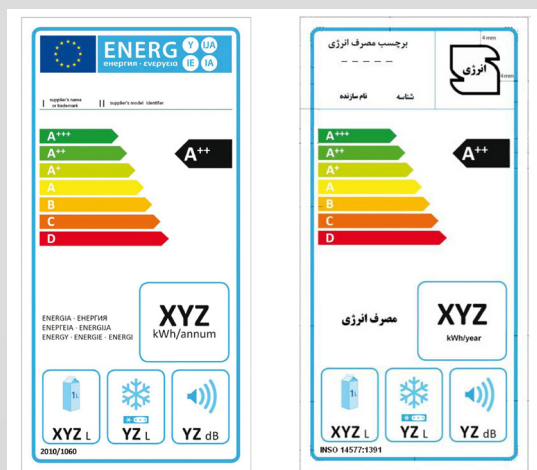 ENERG Y UA
енергия · ενεργεια IE IA
I supplier's name or trademark II supplier's model identifier
A+++
A++
A+
A
B
C
D
A++
ENERGIA · ЕНЕРГИЯ
ΕΝΕΡΓΕΙΑ · ENERGIJA
ENERGY · ENERGIE · ENERGI
XYZ
kWh/annum
1L
XYZ L
YZ L
YZ dB
2010/1060
برچسب مصرف انرژی
4 mm
انرژی
4 mm
نام سازنده
شناسه
A+++
A++
A+
A
B
C
D
A++
مصرف انرژی
XYZ
kWh/year
1L
XYZ L
YZ L
YZ dB
INSO 14577:1391